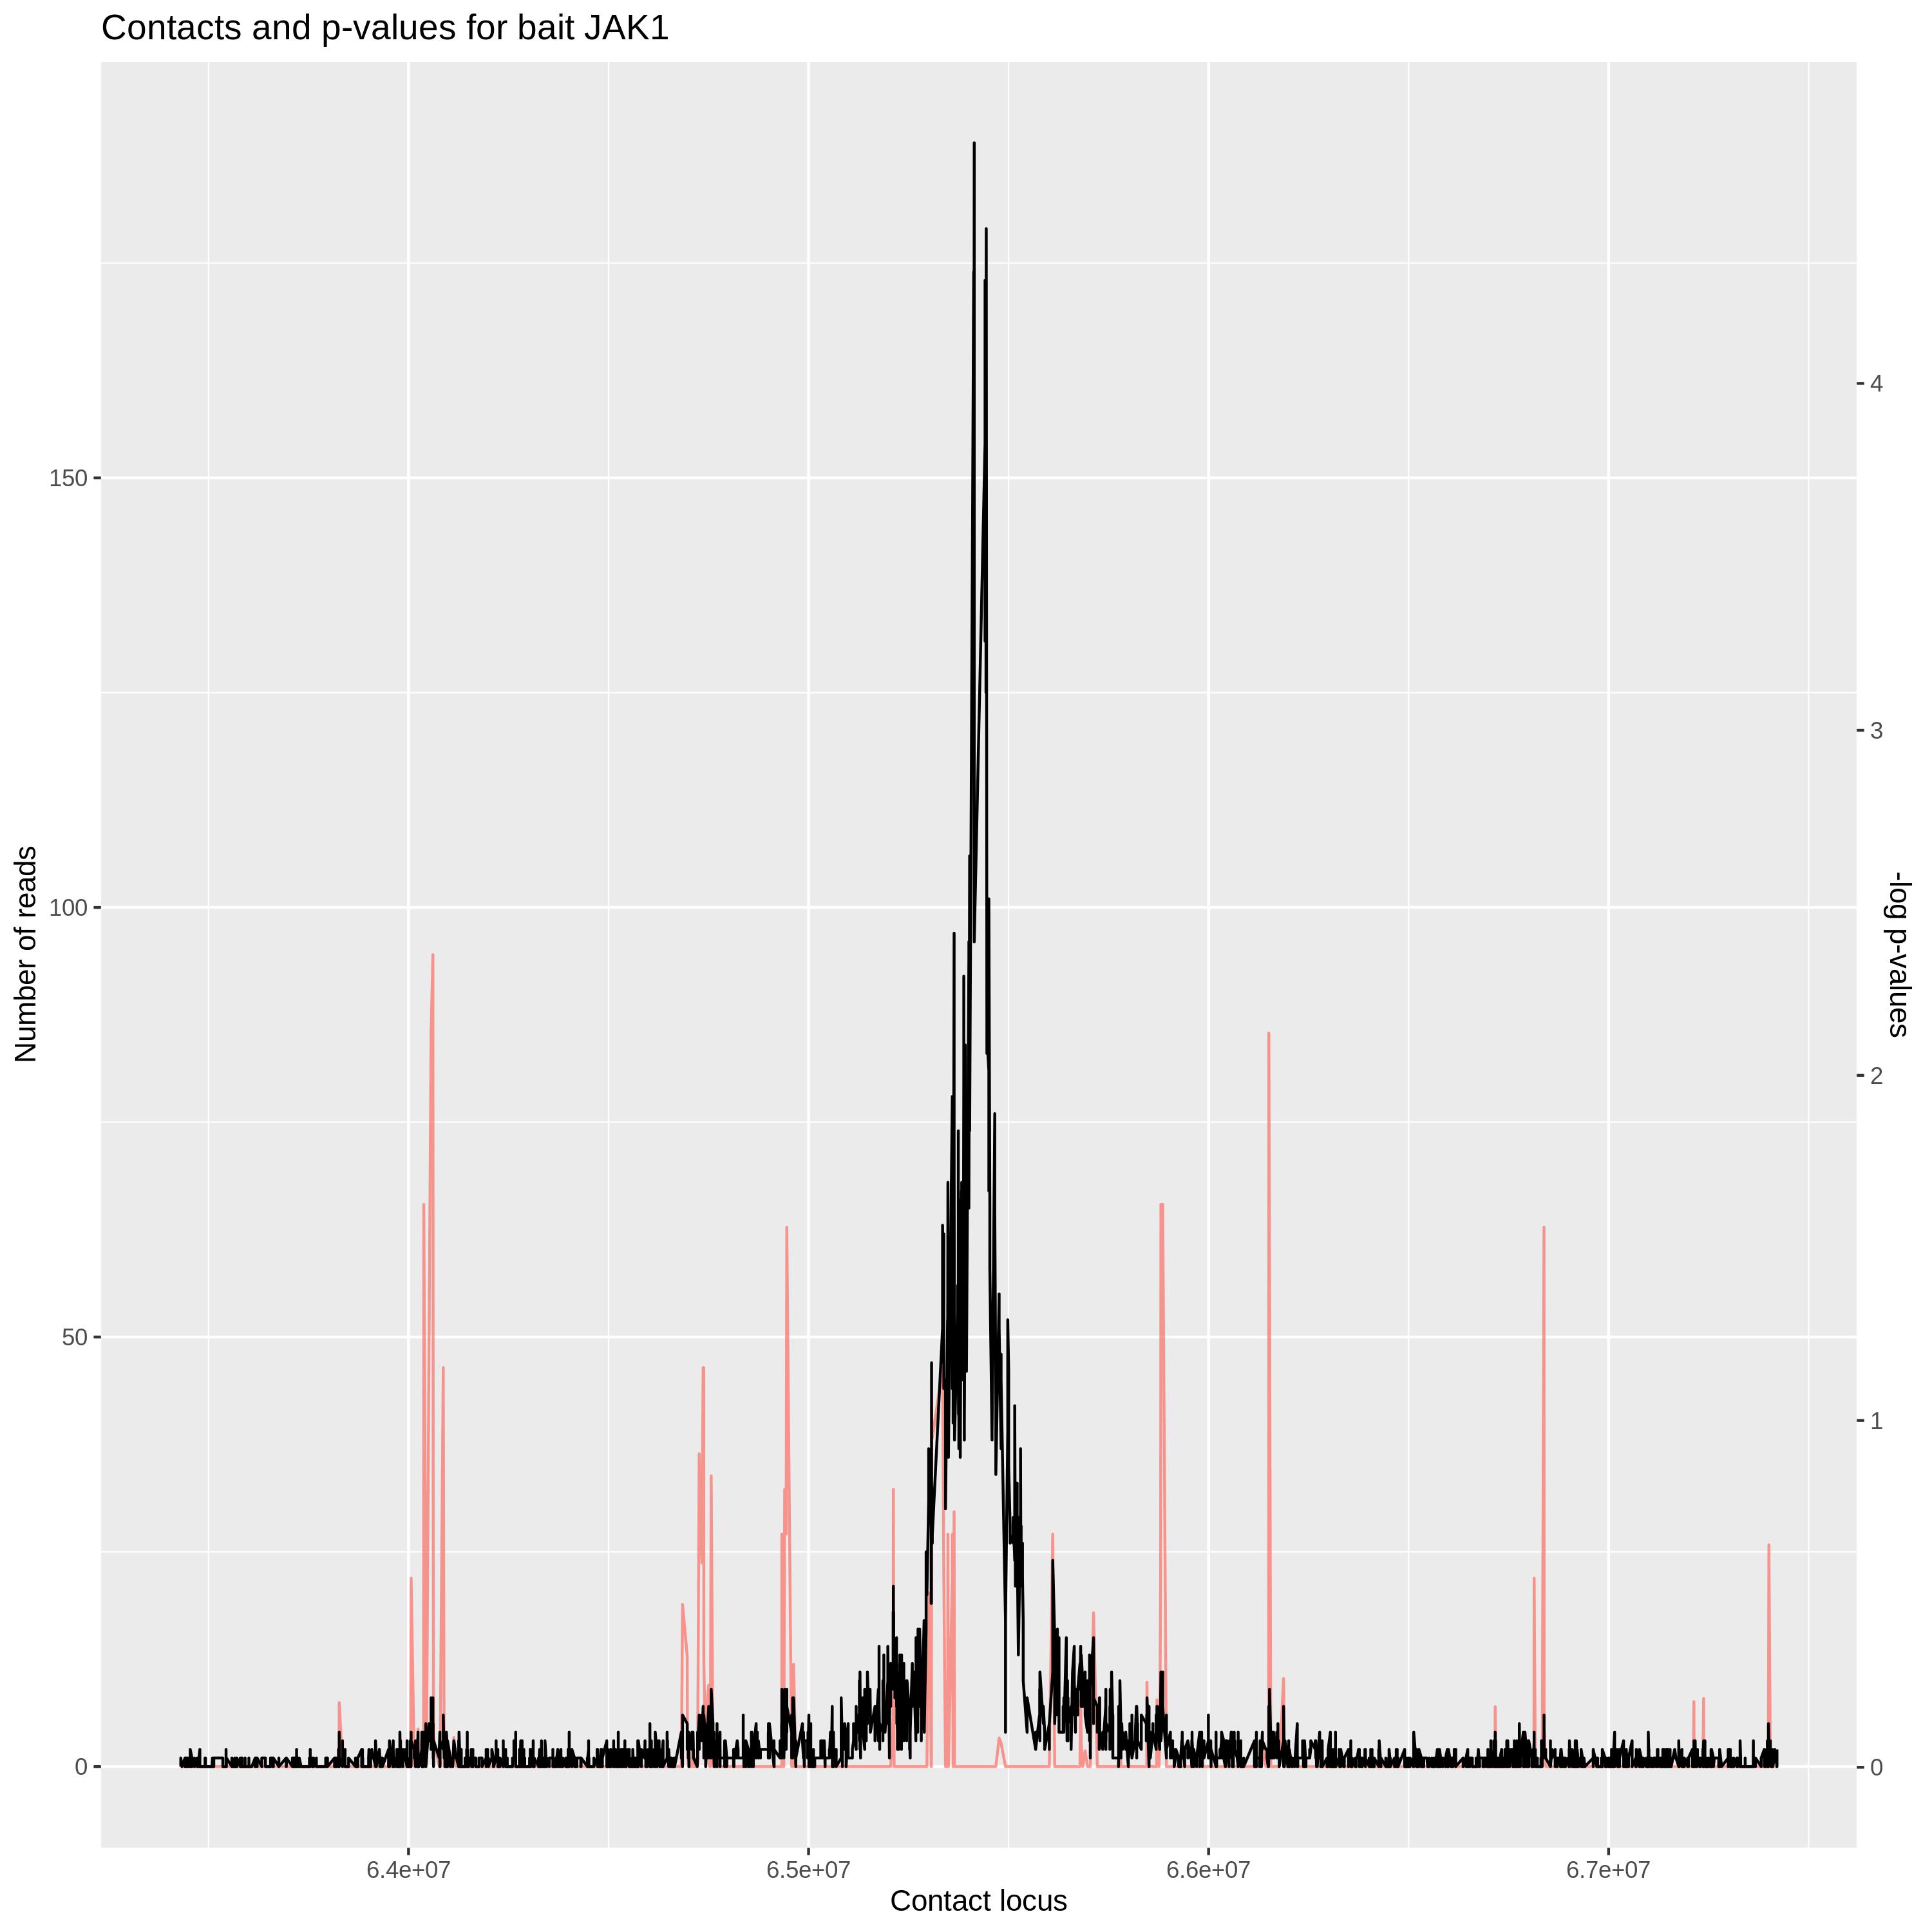 Contacts and p-values for bait JAK1
Number of reads
150
100
50
0
4
3
2
1
0
-log p-values
6.4e+07
6.5e+07
6.6e+07
6.7e+07
Contact locus